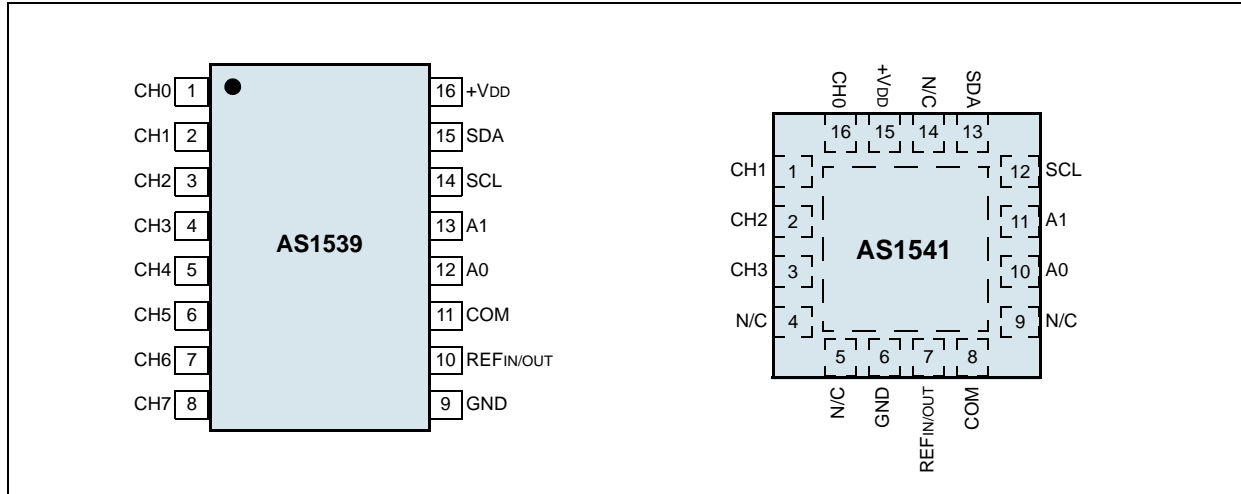 CH0 1 16 +VDD
CH1 2 15 SDA
CH2 3 14 SCL
CH3 4 13 A1
AS1539
CH4 5 12 A0
CH5 6 11 COM
CH6 7 10 REFIN/OUT
CH7 8 9 GND
CH0 +VDD N/C SDA
16 15 14 13
CH1 1 12 SCL
CH2 2 11 A1
AS1541
CH3 3 10 A0
N/C 4 9 N/C
5 6 7 8
N/C GND REFIN/OUT COM